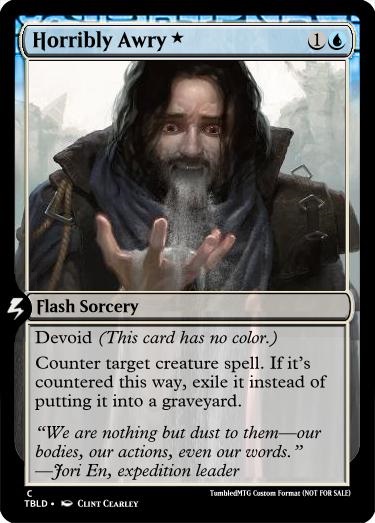 Horribly Awry ★ 1
Flash Sorcery
Devoid (This card has no color.)
Counter target creature spell. If it's
countered this way, exile it instead of
putting it into a graveyard.
“We are nothing but dust to them—our
bodies, our actions, even our words.”
—Jori En, expedition leader
C
TBLD • Clint Cearley
TumbledMTG Custom Format (NOT FOR SALE)